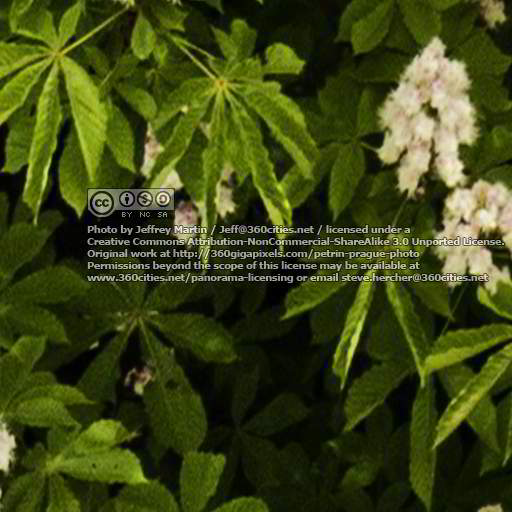 cc BY NC SA
Photo by Jeffrey Martin / Jeff@360cities.net / licensed under a
Creative Commons Attribution-NonCommercial-ShareAlike 3.0 Unported License.
Original work at http://360gigapixels.com/petrin-prague-photo
Permissions beyond the scope of this license may be available at
www.360cities.net/panorama-licensing or email steve.hercher@360cities.net